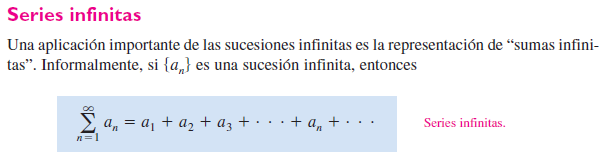 Series infinitas
Una aplicación importante de las sucesiones infinitas es la representación de “sumas infini-
tas”. Informalmente, si {aₙ} es una sucesión infinita, entonces
∞
∑ aₙ = a₁ + a₂ + a₃ + · · · + aₙ + · · ·    Series infinitas.
n=1